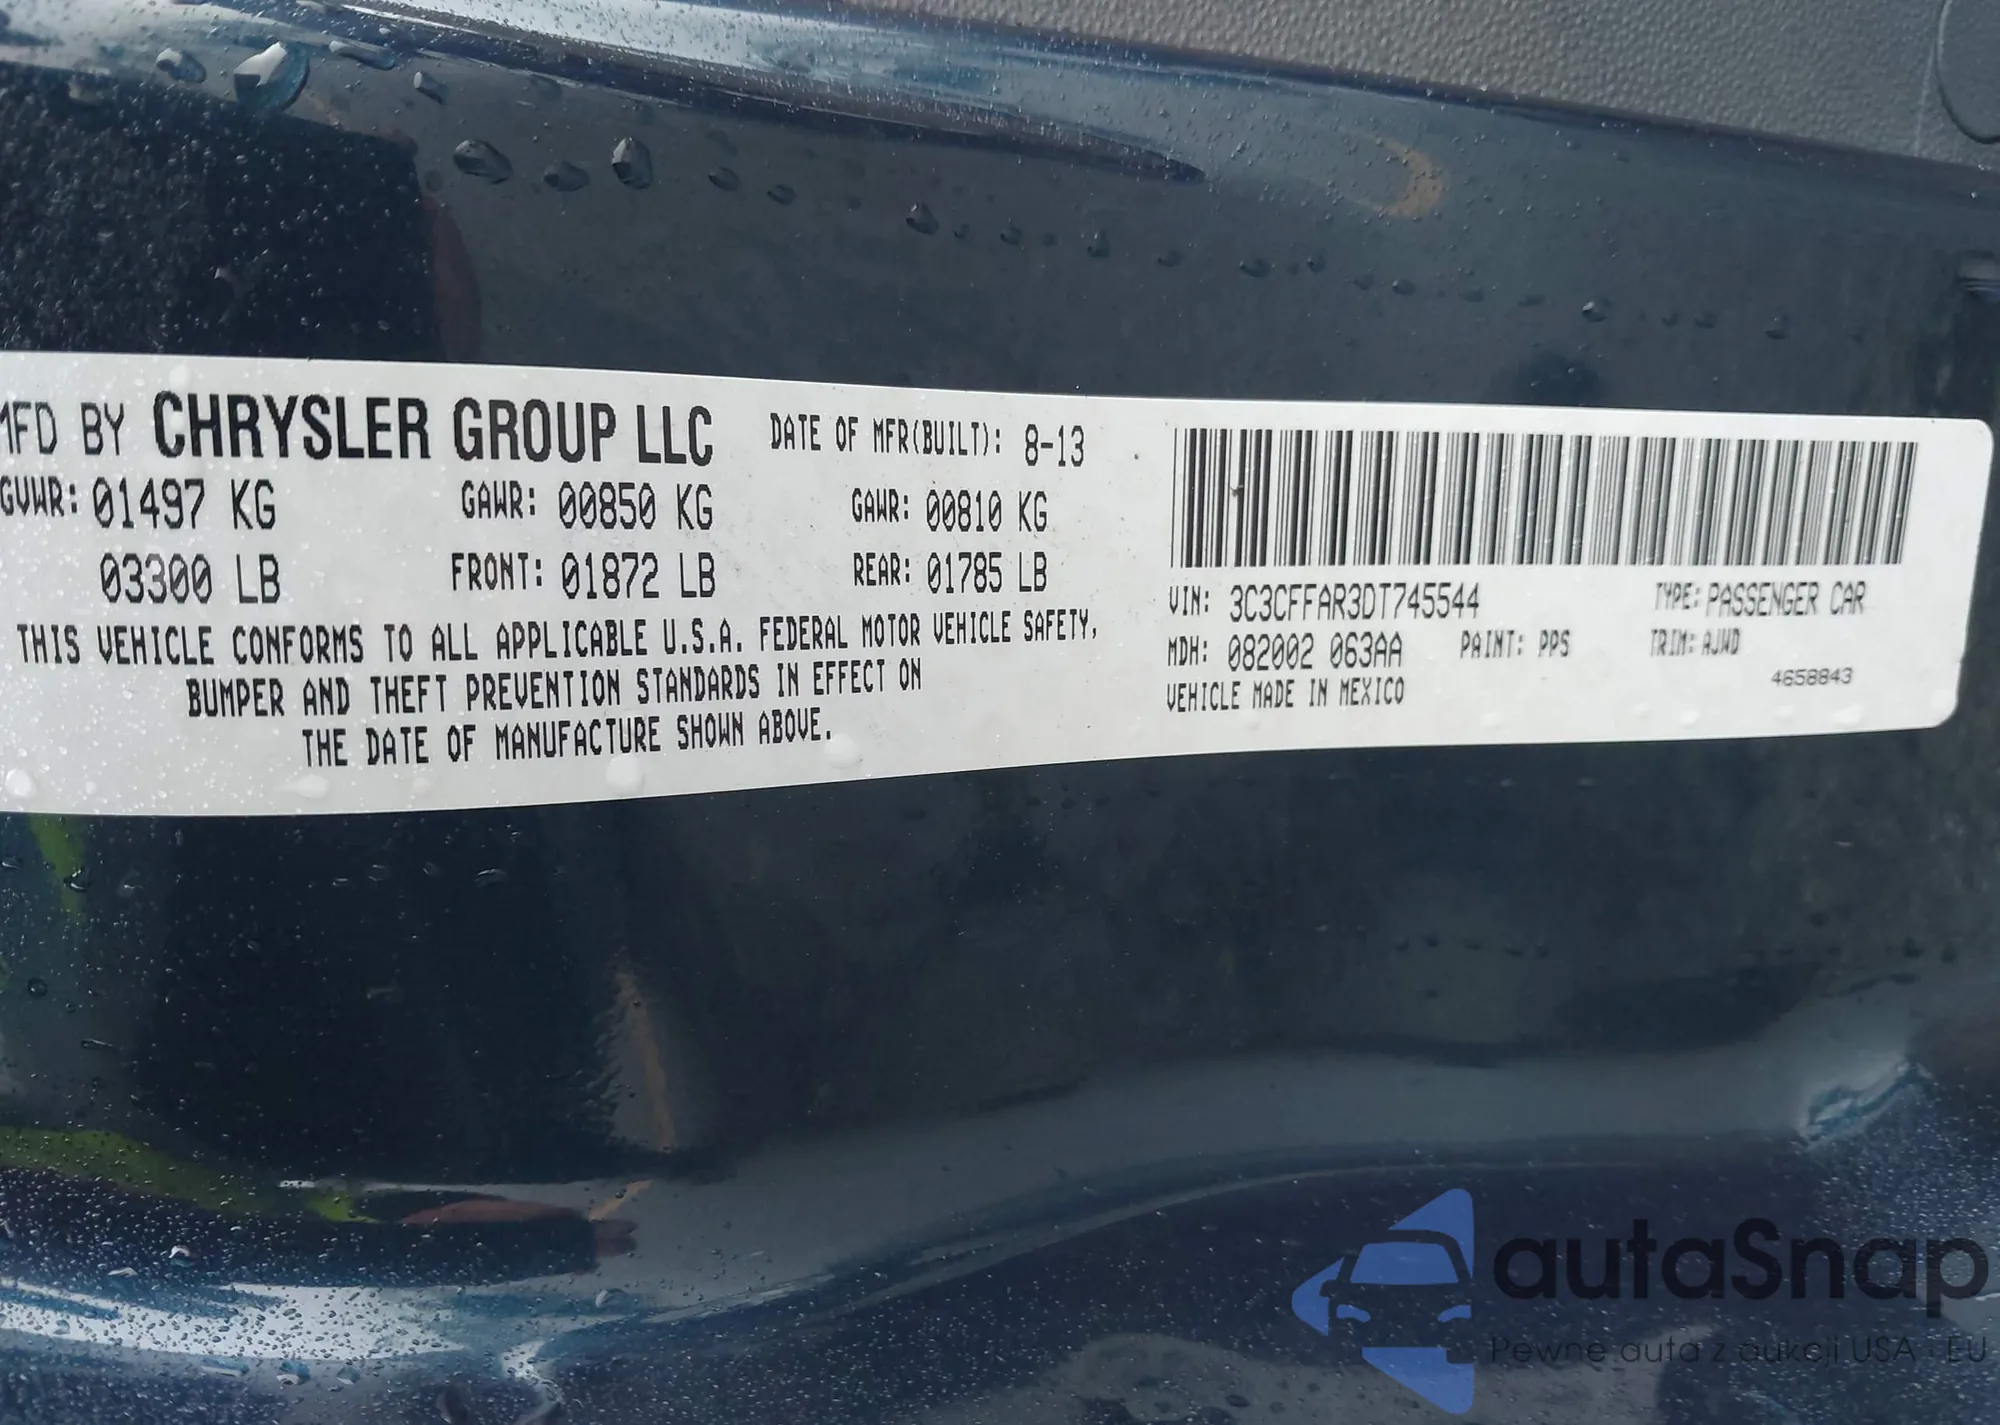 MFD BY CHRYSLER GROUP LLC DATE OF MFR(BUILT): 8-13
GVWR: 01497 KG GAWR: 00850 KG GAWR: 00810 KG
03300 LB FRONT: 01872 LB REAR: 01785 LB
THIS VEHICLE CONFORMS TO ALL APPLICABLE U.S.A. FEDERAL MOTOR VEHICLE SAFETY,
BUMPER AND THEFT PREVENTION STANDARDS IN EFFECT ON
THE DATE OF MANUFACTURE SHOWN ABOVE.
VIN: 3C3CFFAR3DT745544 TYPE: PASSENGER CAR
MDH: 082002 063AA PAINT: PPS TRIM: AJWD
VEHICLE MADE IN MEXICO 4658843
autaSnap
Pewne auta z aukcji USA i EU